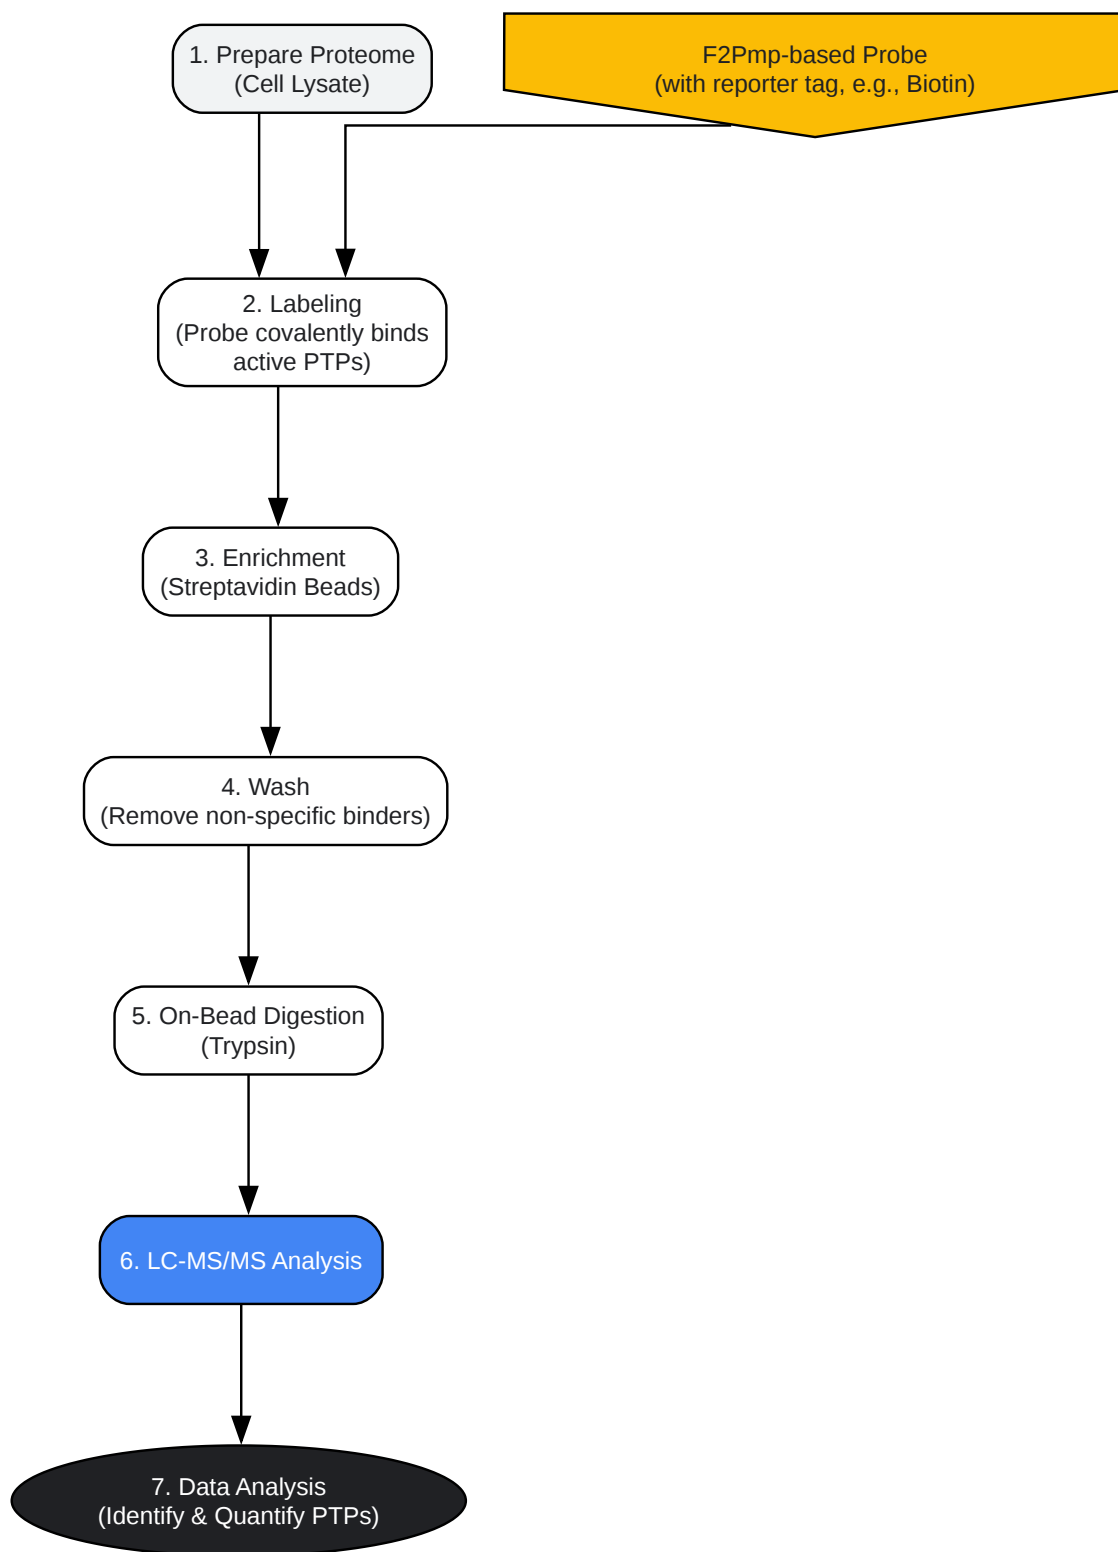 1. Prepare Proteome
(Cell Lysate)
F2Pmp-based Probe
(with reporter tag, e.g., Biotin)
2. Labeling
(Probe covalently binds
active PTPs)
3. Enrichment
(Streptavidin Beads)
4. Wash
(Remove non-specific binders)
5. On-Bead Digestion
(Trypsin)
6. LC-MS/MS Analysis
7. Data Analysis
(Identify & Quantify PTPs)